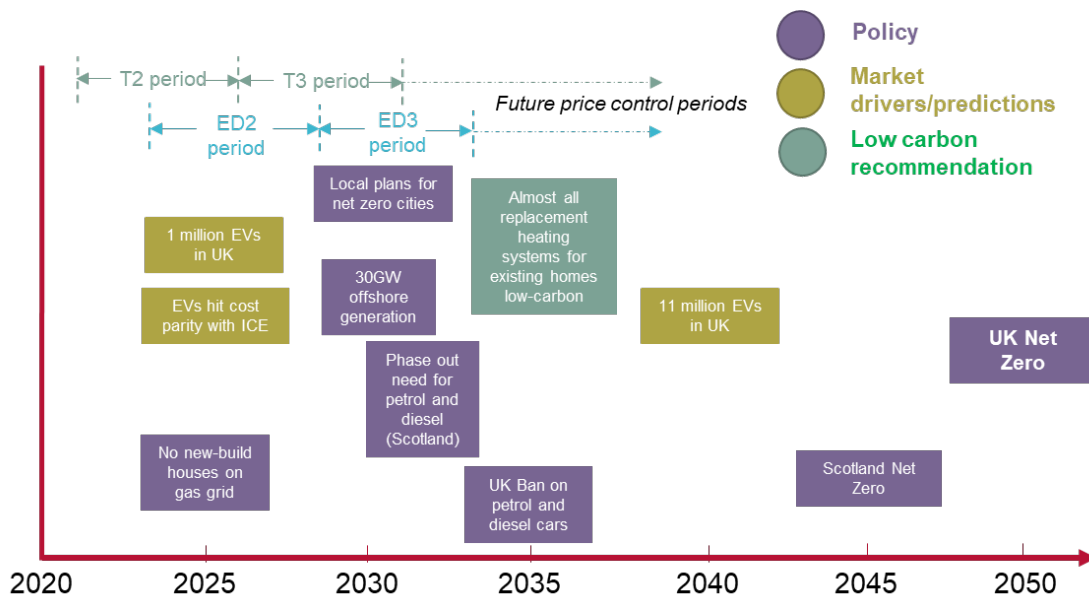 Policy
Market
drivers/predictions
Low carbon
recommendation
T2 period
T3 period
Future price control periods
ED2
period
ED3
period
Local plans for
net zero cities
Almost all
replacement
heating
systems for
existing homes
low-carbon
1 million EVs
in UK
30GW
offshore
generation
EVs hit cost
parity with ICE
11 million EVs
in UK
UK Net
Zero
Phase out
need for
petrol and
diesel
(Scotland)
No new-build
houses on
gas grid
UK Ban on
petrol and
diesel cars
Scotland Net
Zero
2020
2025
2030
2035
2040
2045
2050